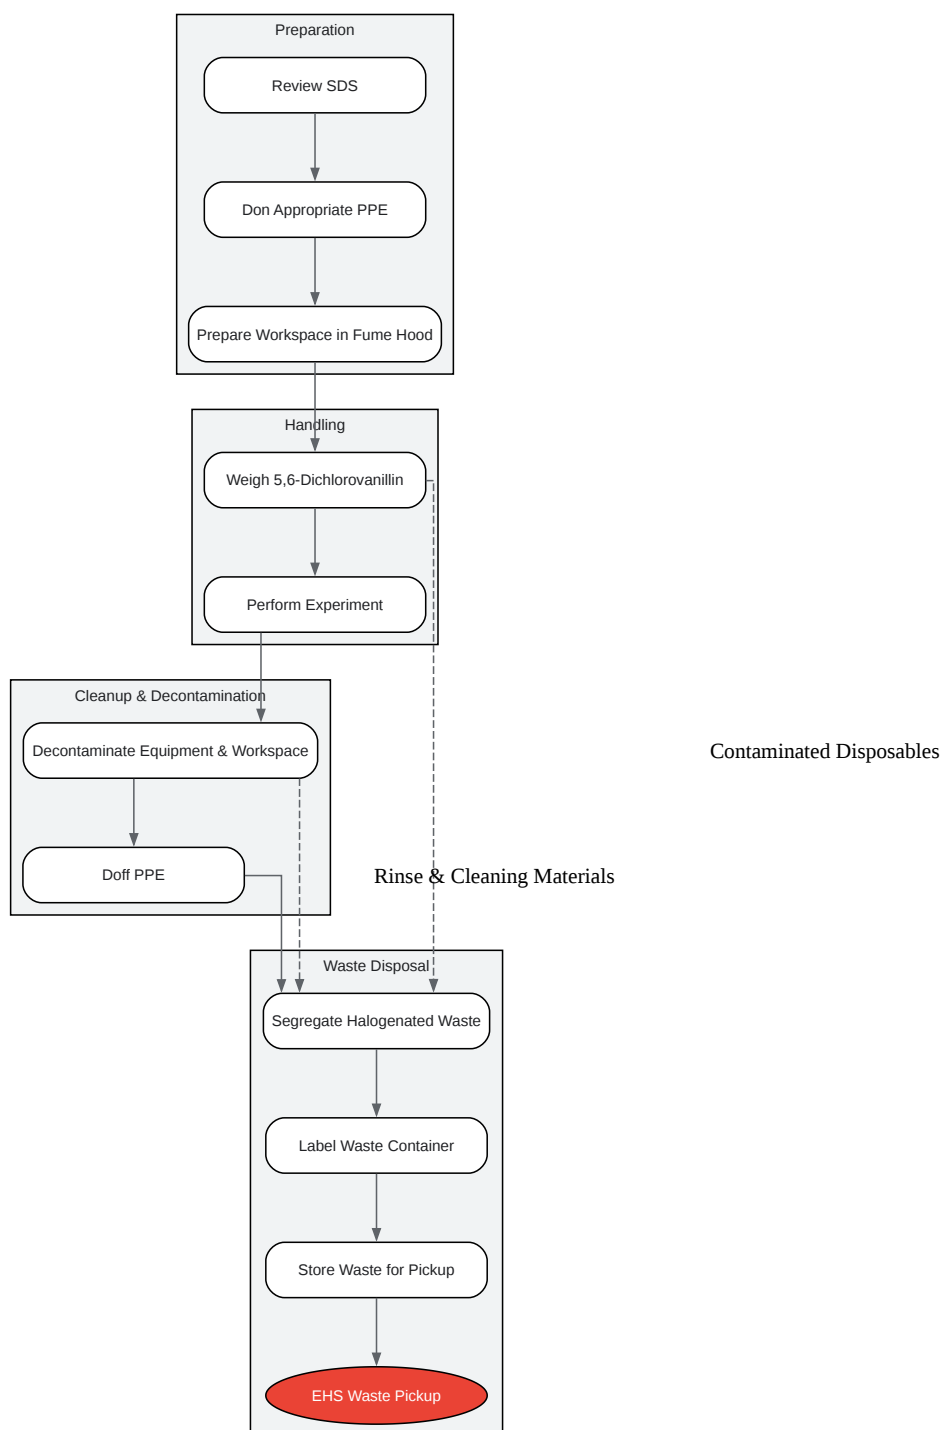 Preparation
Review SDS
Don Appropriate PPE
Prepare Workspace in Fume Hood
Handling
Weigh 5,6-Dichlorovanillin
Perform Experiment
Cleanup & Decontamination
Decontaminate Equipment & Workspace
Contaminated Disposables
Doff PPE
Rinse & Cleaning Materials
Waste Disposal
Segregate Halogenated Waste
Label Waste Container
Store Waste for Pickup
EHS Waste Pickup